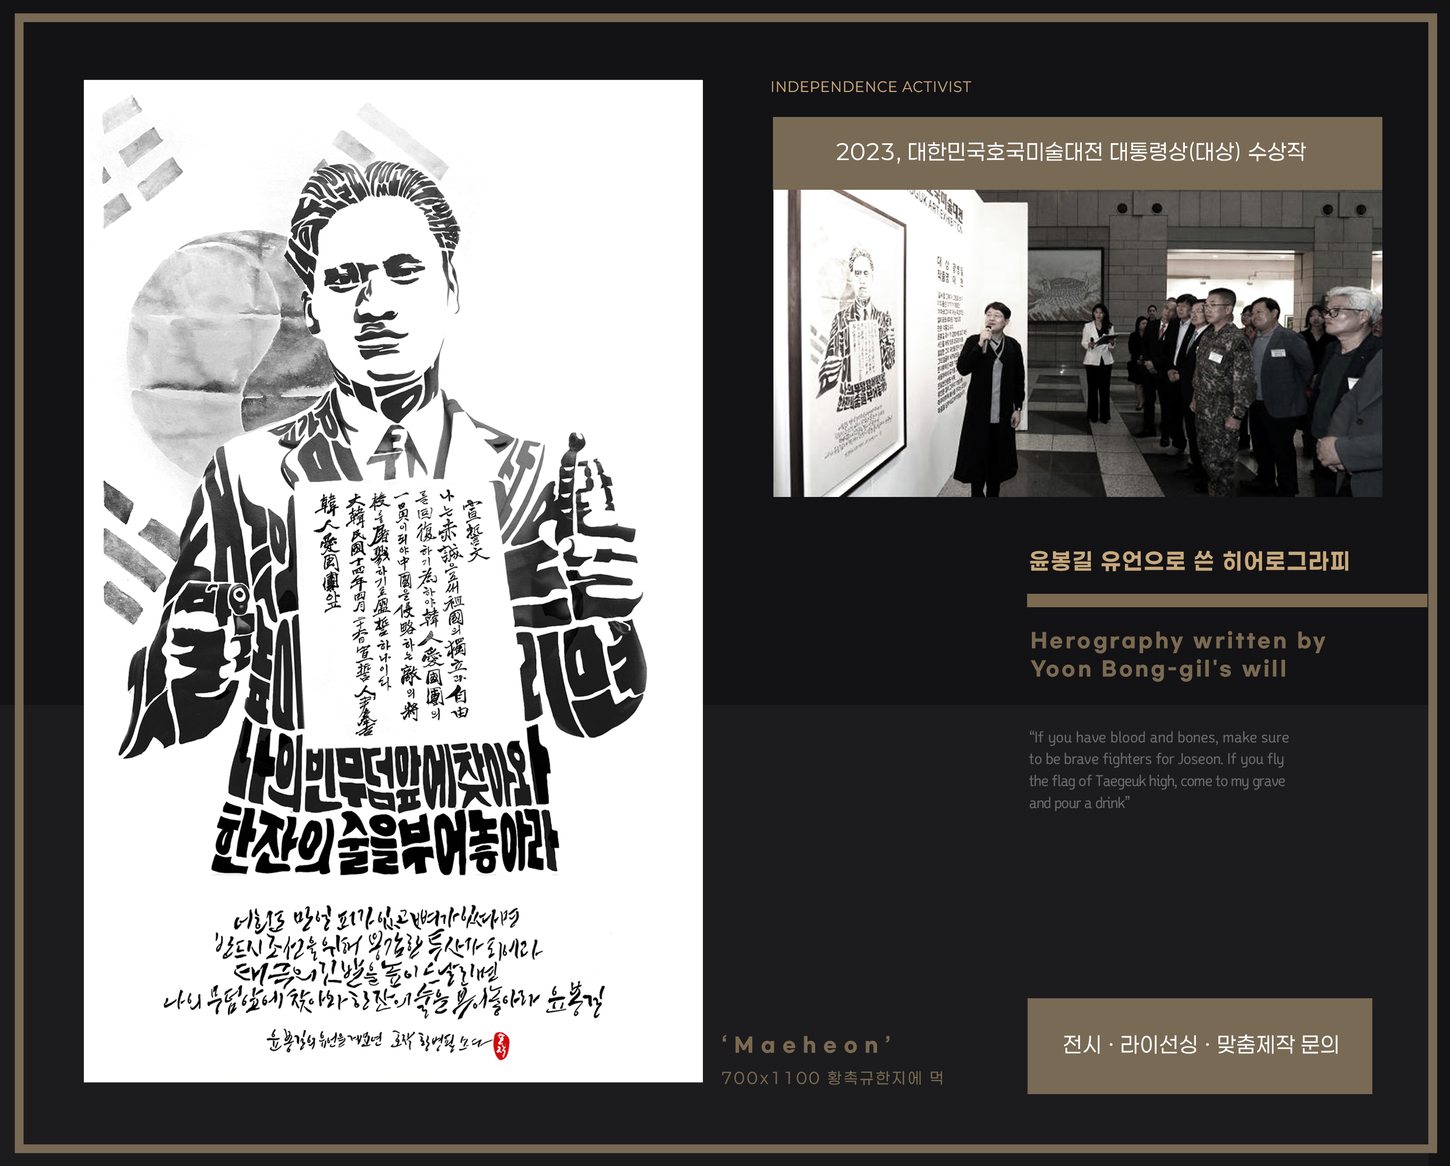 INDEPENDENCE ACTIVIST
2023, 대한민국호국미술대전 대통령상(대상) 수상작
宣誓文
나는 赤誠으로써 祖國의 獨立과 自由
를 回復하기 爲하야 韓人愛國團의
一員이 되야 中國을 侵略하는 敵의 將
校를 屠戮하기로 盟誓하나이다
大韓民國十四年四月二十六日 宣誓人 尹奉吉
韓人愛國團앞
나의빈무덤앞에찾아와
한잔의술을부어놓아라
너희도 만일 피가 있고 뼈가 있다면
반드시 조선을 위해 용감한 투사가 되어라
태극의 깃발을 높이 드날리면
나의 무덤앞에 찾아와 한잔의 술을 부어놓아라 윤봉길
윤봉길의 유언을
쓰다
윤봉길 유언으로 쓴 히어로그라피
Herography written by
Yoon Bong-gil's will
“If you have blood and bones, make sure
to be brave fighters for Joseon. If you fly
the flag of Taegeuk high, come to my grave
and pour a drink”
‘Maeheon’
700x1100 황촉규한지에 먹
전시 · 라이선싱 · 맞춤제작 문의